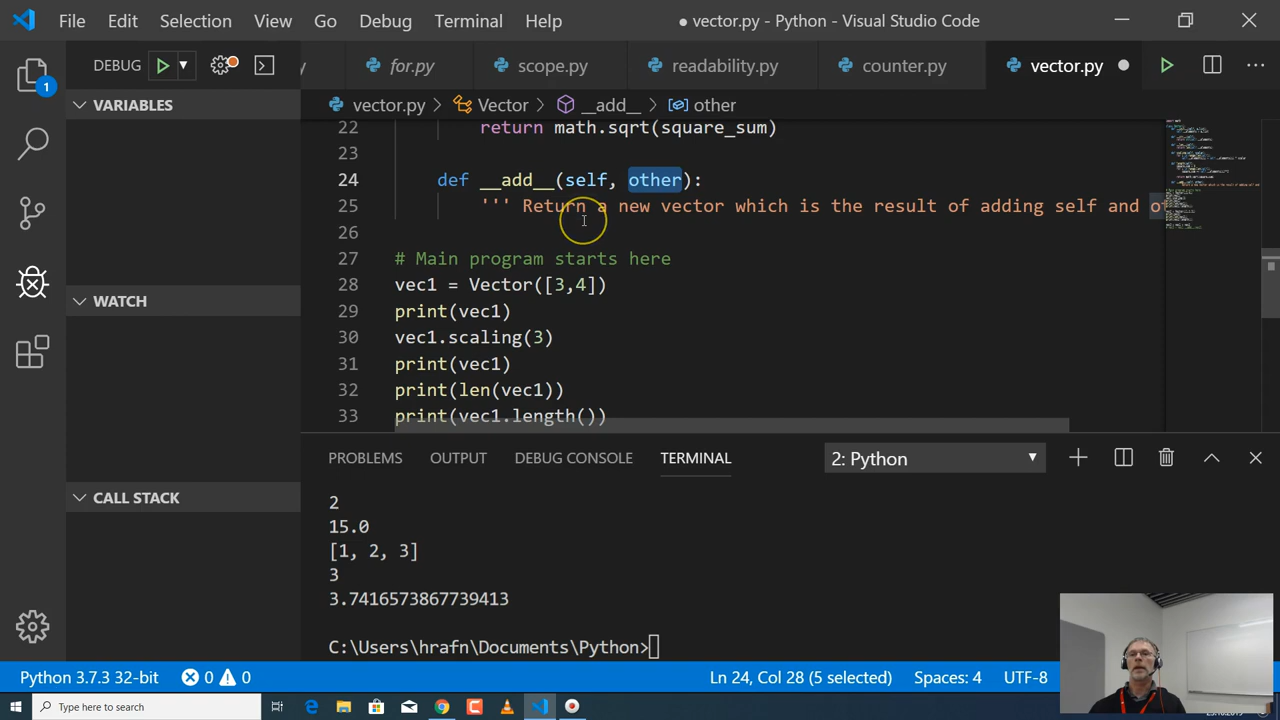 File Edit Selection View Go Debug Terminal Help ● vector.py - Python - Visual Studio Code
DEBUG
y for.py scope.py readability.py counter.py vector.py ●
1
VARIABLES
WATCH
CALL STACK
vector.py > Vector > __add__ > other
22 return math.sqrt(square_sum)
23
24 def __add__(self, other):
25 ''' Return a new vector which is the result of adding self and ot
26
27 # Main program starts here
28 vec1 = Vector([3,4])
29 print(vec1)
30 vec1.scaling(3)
31 print(vec1)
32 print(len(vec1))
33 print(vec1.length())
PROBLEMS OUTPUT DEBUG CONSOLE TERMINAL 2: Python
2
15.0
[1, 2, 3]
3
3.7416573867739413
C:\Users\hrafn\Documents\Python>
Python 3.7.3 32-bit 0 0 Ln 24, Col 28 (5 selected) Spaces: 4 UTF-8
Type here to search